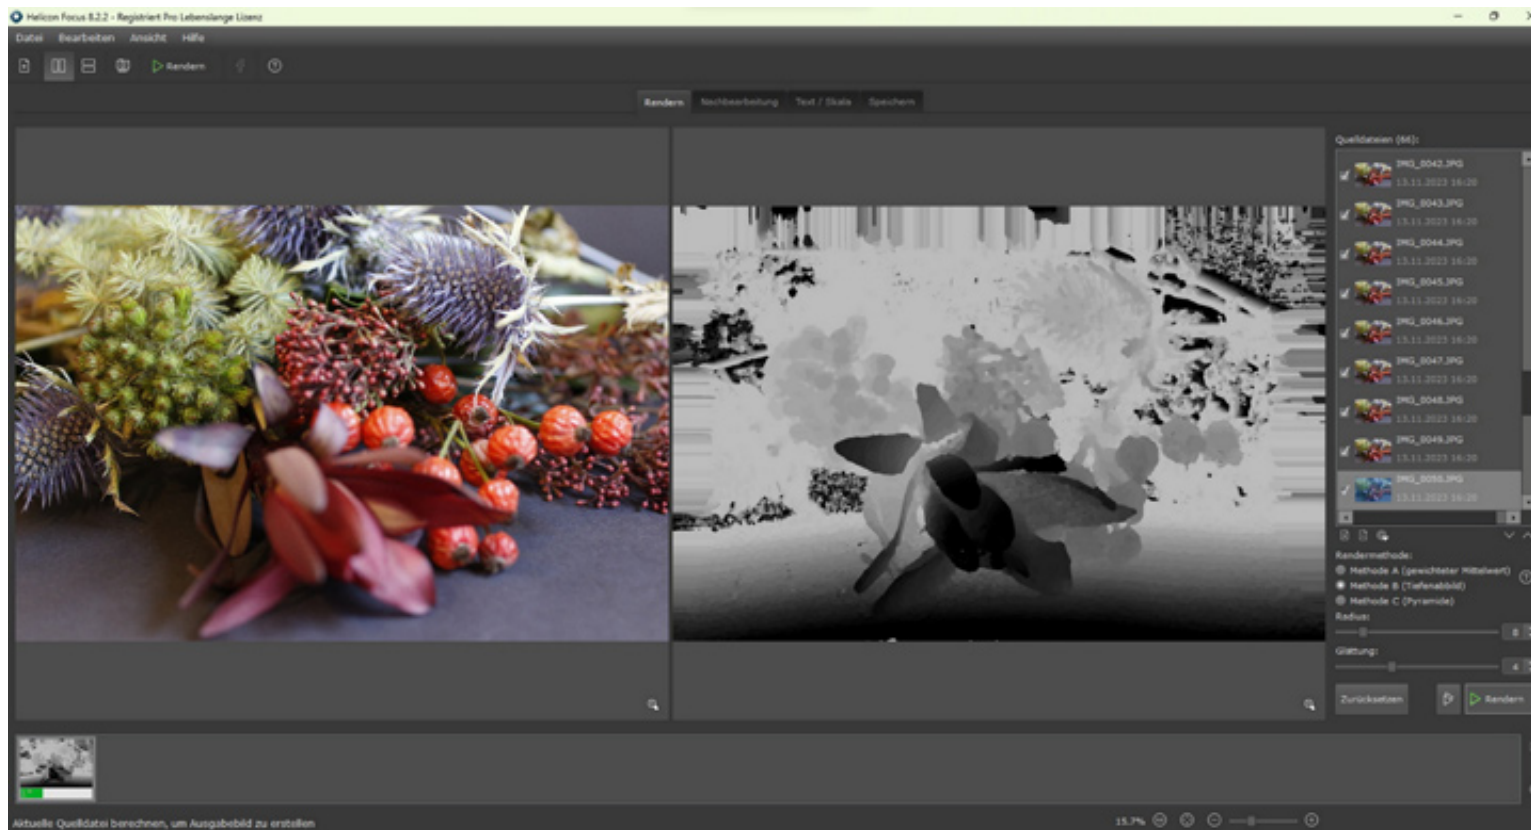 Helicon Focus 8.2.2 - Registriert Pro Lebenslange Lizenz
Datei Bearbeiten Ansicht Hilfe
Rendern
Rendern Nachbearbeitung Text / Skala Speichern
Quelldateien (66):
IMG_0042.JPG
13.11.2023 16:20
IMG_0043.JPG
13.11.2023 16:20
IMG_0044.JPG
13.11.2023 16:20
IMG_0045.JPG
13.11.2023 16:20
IMG_0046.JPG
13.11.2023 16:20
IMG_0047.JPG
13.11.2023 16:20
IMG_0048.JPG
13.11.2023 16:20
IMG_0049.JPG
13.11.2023 16:20
IMG_0050.JPG
13.11.2023 16:20
Rendermethode:
Methode A (gewichteter Mittelwert)
Methode B (Tiefenabbild)
Methode C (Pyramide)
Radius:
8
Glättung:
4
Zurücksetzen Rendern
Aktuelle Quelldatei berechnen, um Ausgabebild zu erstellen
15.7%